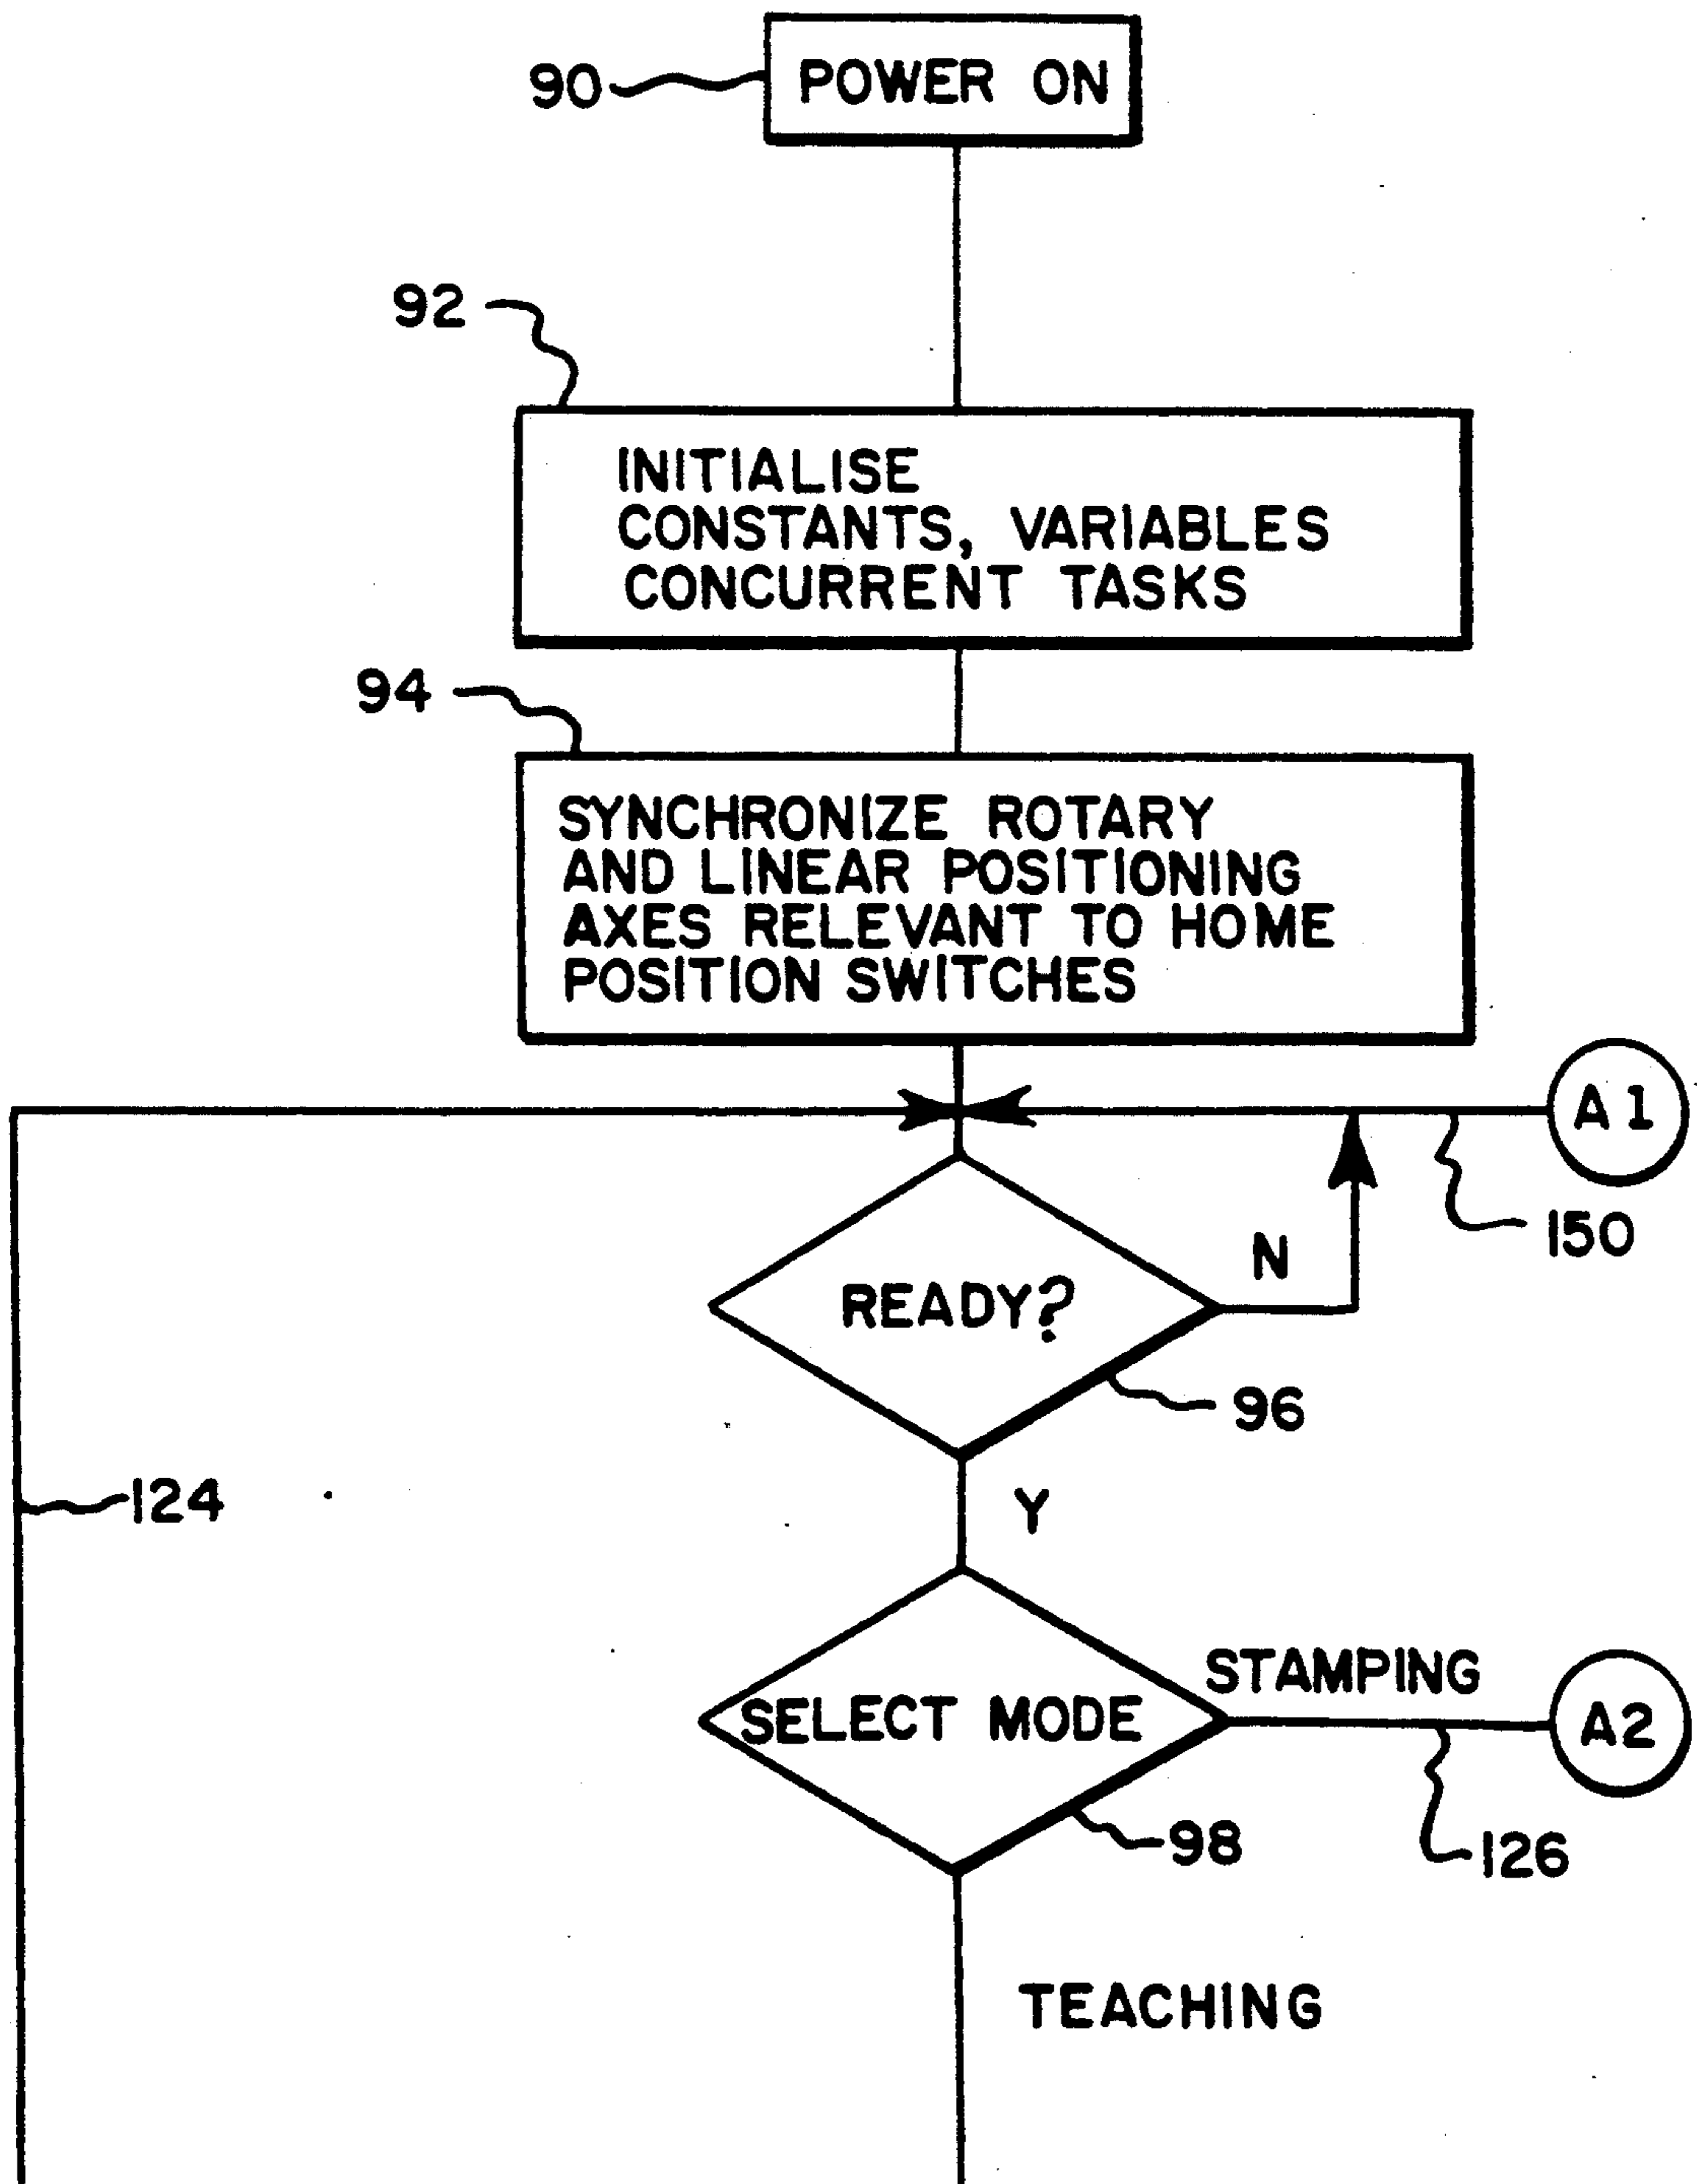 90
POWER ON
92
INITIALISE
CONSTANTS, VARIABLES
CONCURRENT TASKS
94
SYNCHRONIZE ROTARY
AND LINEAR POSITIONING
AXES RELEVANT TO HOME
POSITION SWITCHES
A1
150
N
READY?
96
124
Y
STAMPING
SELECT MODE
A2
98
126
TEACHING